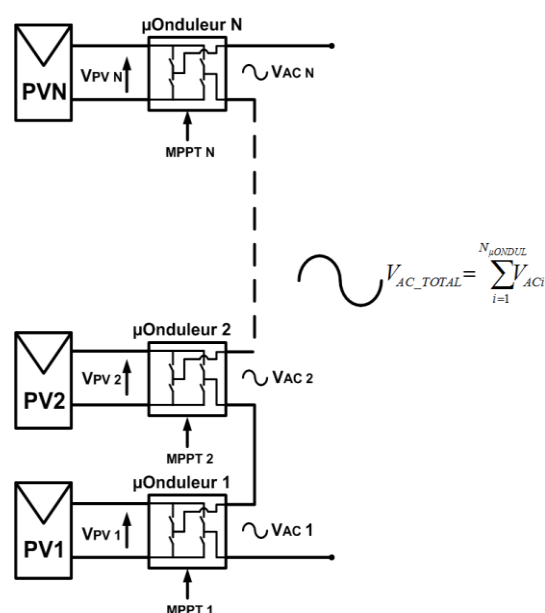 µOnduleur N
PVN
VPV N
VAC N
MPPT N
V_AC_TOTAL = ∑_{i=1}^{N_µONDUL} V_ACi
µOnduleur 2
PV2
VPV 2
VAC 2
MPPT 2
µOnduleur 1
PV1
VPV 1
VAC 1
MPPT 1